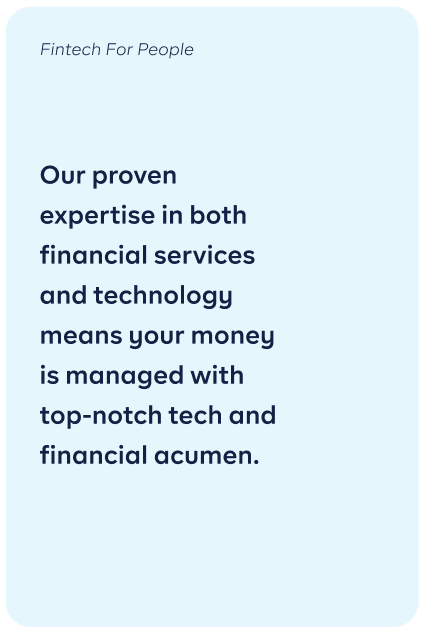 Fintech For People
Our proven
expertise in both
financial services
and technology
means your money
is managed with
top-notch tech and
financial acumen.